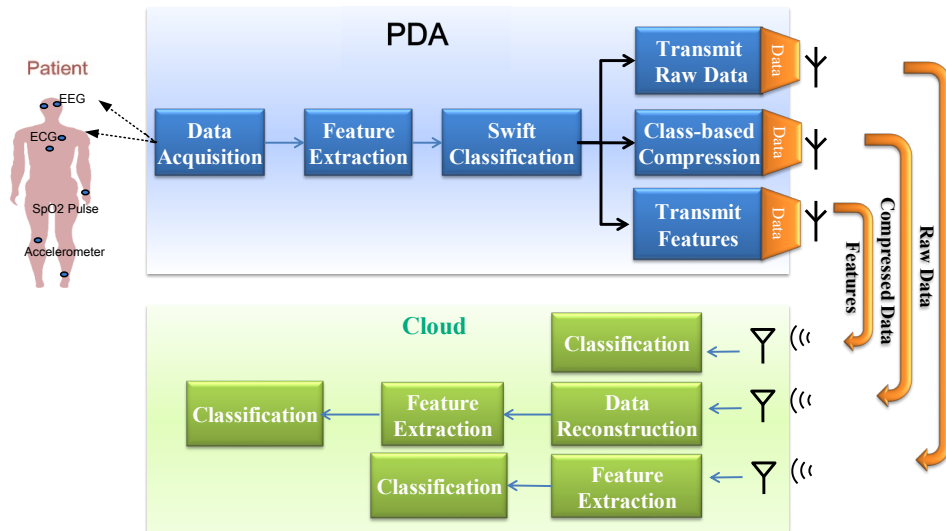 PDA
Patient
EEG
ECG
SpO2 Pulse
Accelerometer
Data
Acquisition
Feature
Extraction
Swift
Classification
Transmit
Raw Data
Data
Class-based
Compression
Data
Transmit
Features
Data
Features
Compressed Data
Raw Data
Cloud
Classification
Classification
Feature
Extraction
Data
Reconstruction
Classification
Feature
Extraction